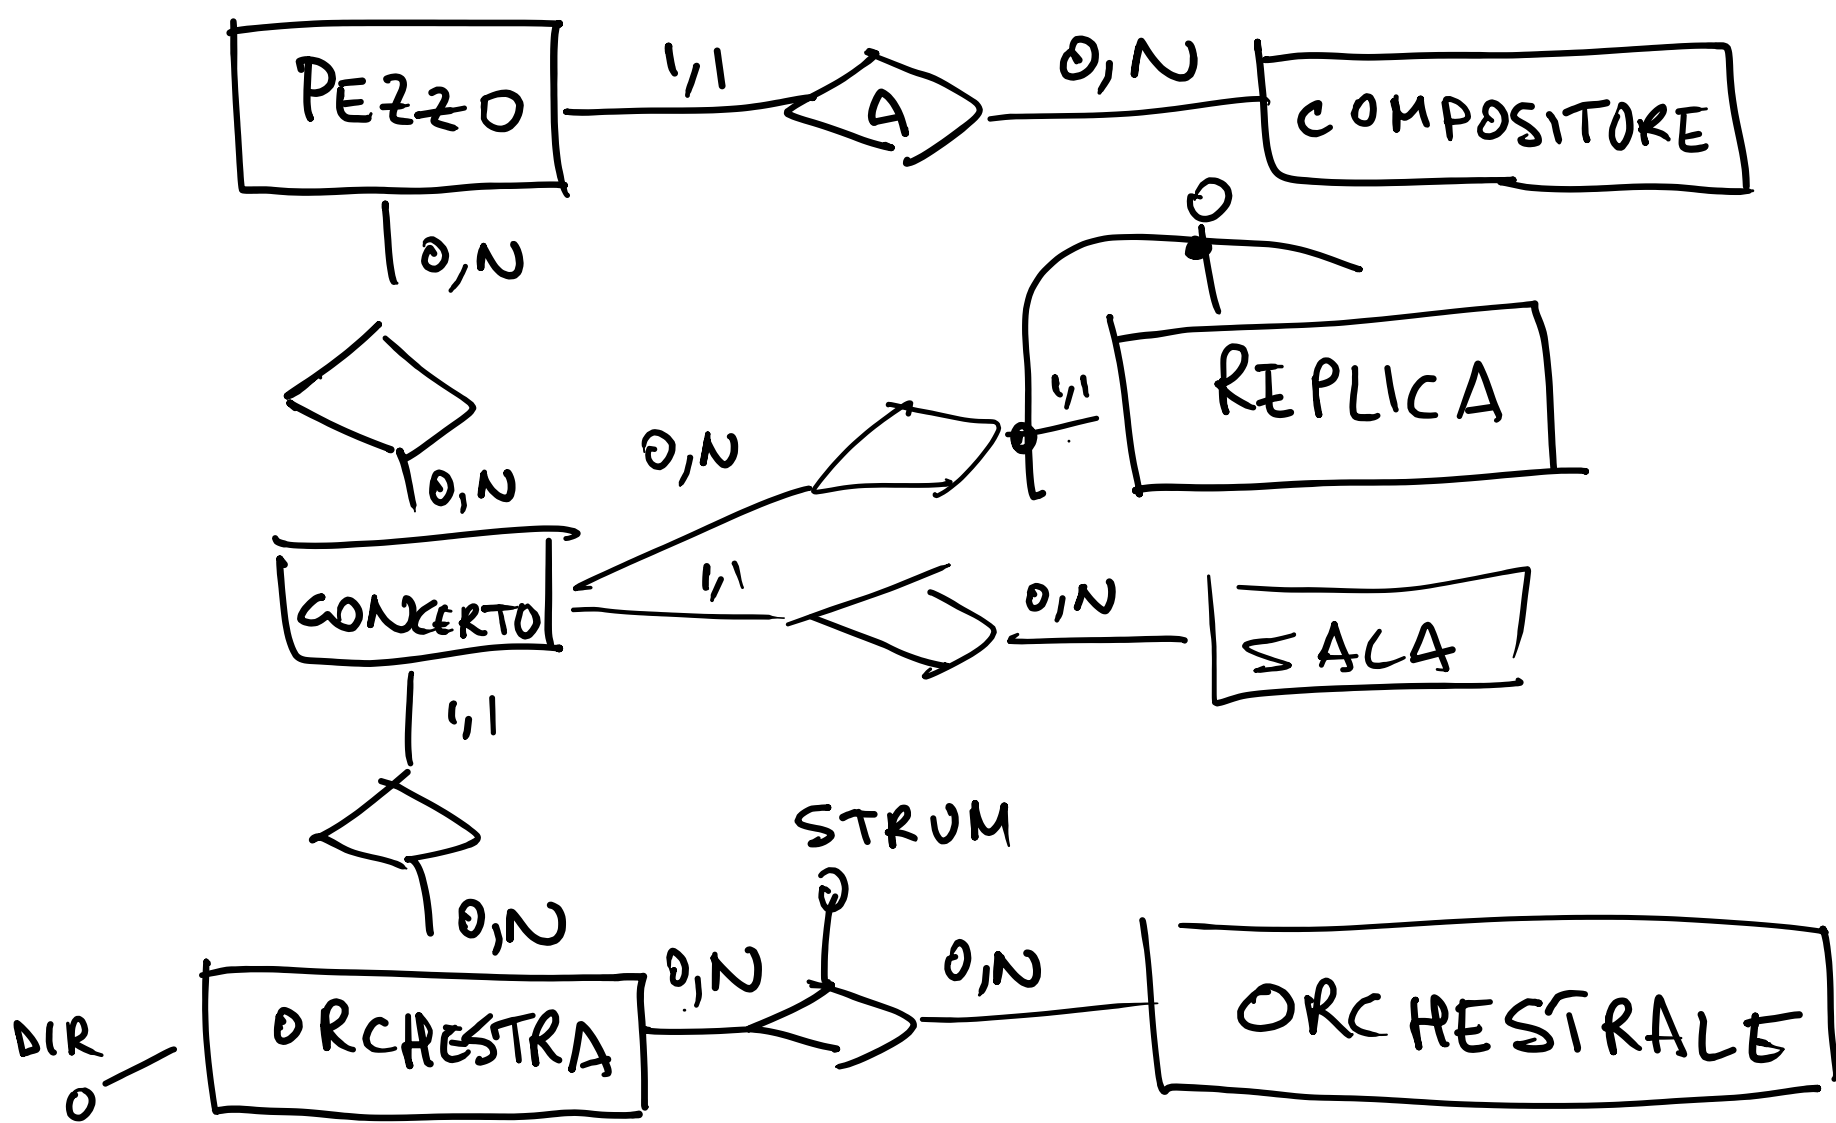 PEZZO
1,1
A
0,N
COMPOSITORE
0,N
REPLICA
1,1
0,N
0,N
CONCERTO
1,1
0,N
SALA
1,1
STRUM
0,N
0,N
0,N
DIR
ORCHESTRA
ORCHESTRALE